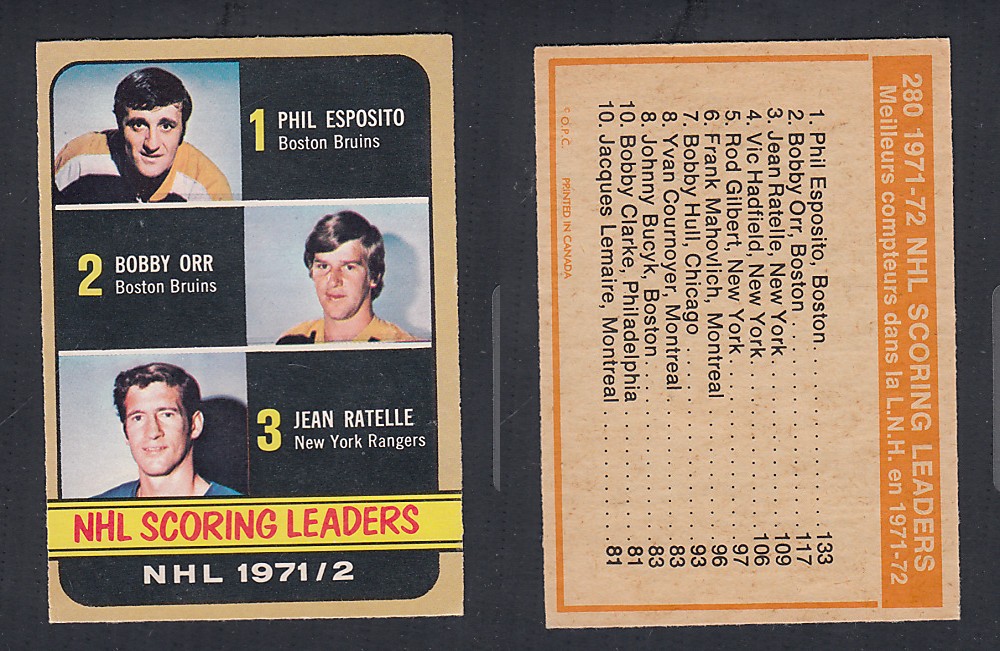 1 PHIL ESPOSITO
Boston Bruins
2 BOBBY ORR
Boston Bruins
3 JEAN RATELLE
New York Rangers
NHL SCORING LEADERS
NHL 1971/2
280 1971-72 NHL SCORING LEADERS
Meilleurs compteurs dans la L.N.H. en 1971-72
1. Phil Esposito, Boston . . . . . . . . . . . . 133
2. Bobby Orr, Boston . . . . . . . . . . . . . . 117
3. Jean Ratelle, New York . . . . . . . . . . . 109
4. Vic Hadfield, New York . . . . . . . . . . . 106
5. Rod Gilbert, New York . . . . . . . . . . . . 97
6. Frank Mahovlich, Montreal . . . . . . . . . 96
7. Bobby Hull, Chicago . . . . . . . . . . . . . 93
8. Yvan Cournoyer, Montreal . . . . . . . . . 83
8. Johnny Bucyk, Boston . . . . . . . . . . . . 83
10. Bobby Clarke, Philadelphia . . . . . . . . 81
10. Jacques Lemaire, Montreal . . . . . . . . 81
© O.P.C. PRINTED IN CANADA